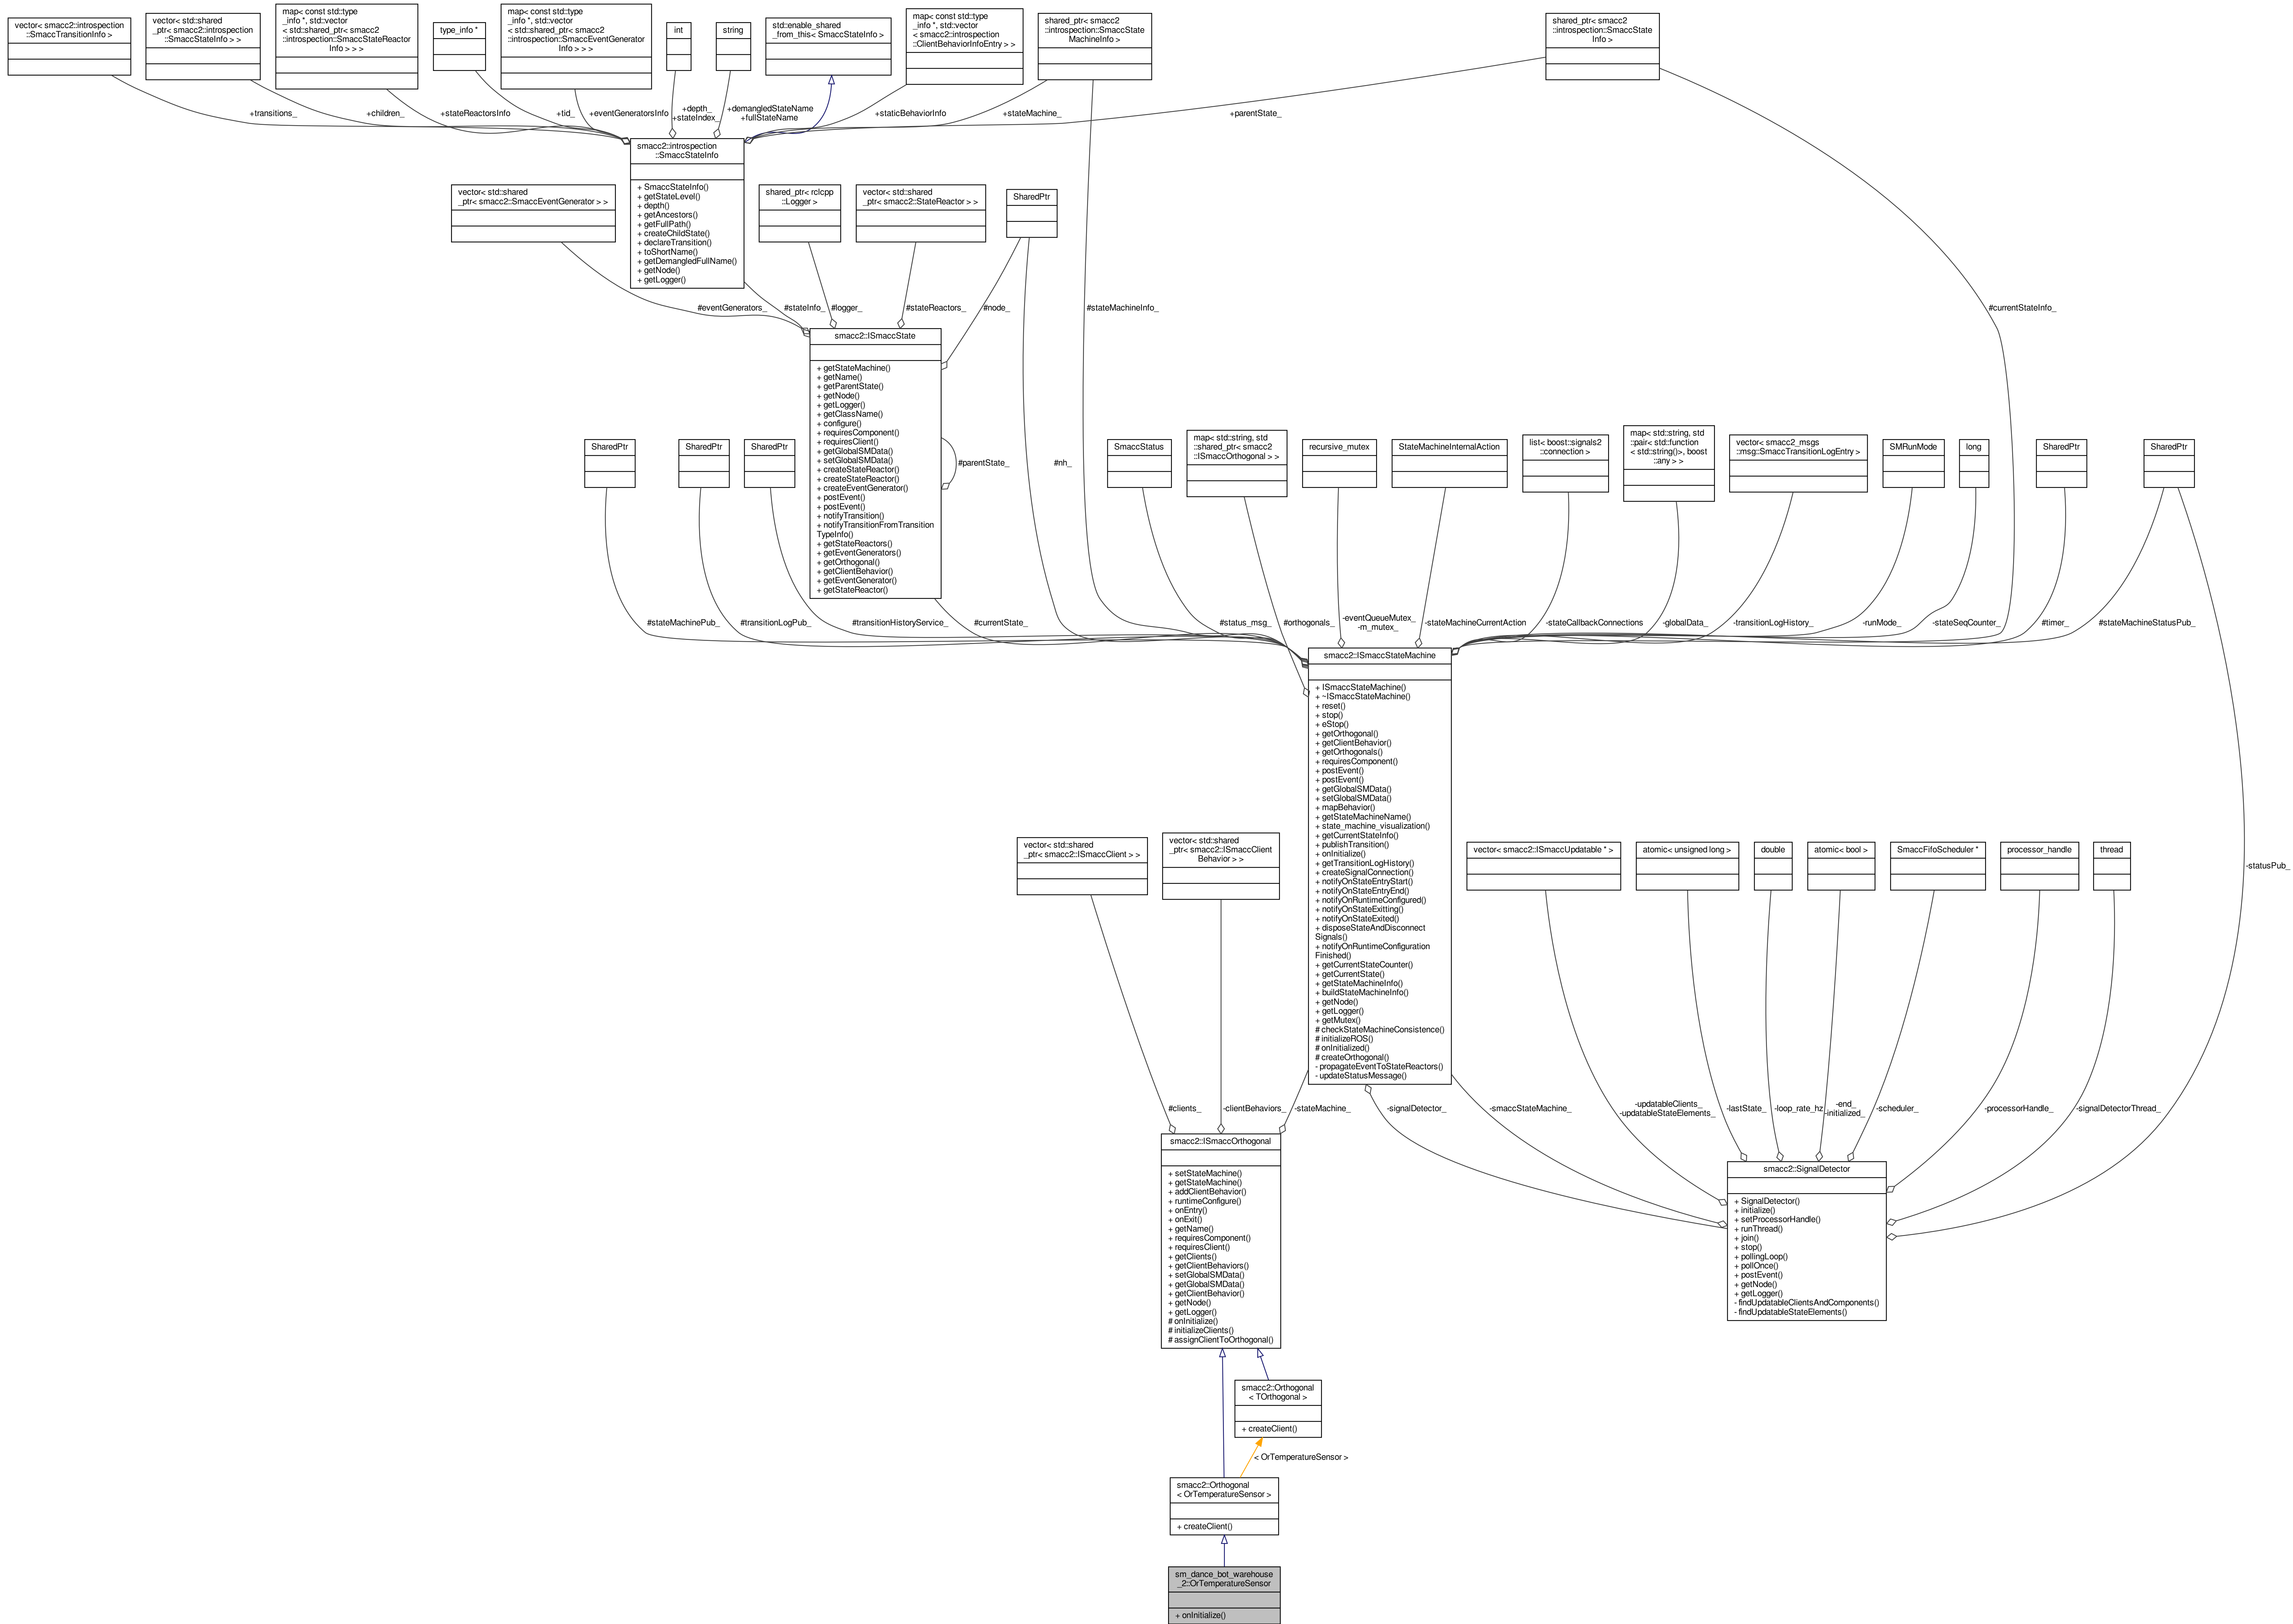 vector< smacc2::introspection
::SmaccTransitionInfo >
vector< std::shared
_ptr< smacc2::introspection
::SmaccStateInfo > >
map< const std::type
_info *, std::vector
< std::shared_ptr< smacc2
::introspection::SmaccStateReactor
Info > > >
type_info *
map< const std::type
_info *, std::vector
< std::shared_ptr< smacc2
::introspection::SmaccEventGenerator
Info > > >
int
string
std::enable_shared
_from_this< SmaccStateInfo >
map< const std::type
_info *, std::vector
< smacc2::introspection
::ClientBehaviorInfoEntry > >
shared_ptr< smacc2
::introspection::SmaccState
MachineInfo >
shared_ptr< smacc2
::introspection::SmaccState
Info >
+transitions_
+children_
+stateReactorsInfo
+tid_
+eventGeneratorsInfo
+depth_
+stateIndex_
+demangledStateName
+fullStateName
+staticBehaviorInfo
+stateMachine_
+parentState_
smacc2::introspection
::SmaccStateInfo
+ SmaccStateInfo()
+ getStateLevel()
+ depth()
+ getAncestors()
+ getFullPath()
+ createChildState()
+ declareTransition()
+ toShortName()
+ getDemangledFullName()
+ getNode()
+ getLogger()
vector< std::shared
_ptr< smacc2::SmaccEventGenerator > >
shared_ptr< rclcpp
::Logger >
vector< std::shared
_ptr< smacc2::StateReactor > >
SharedPtr
#eventGenerators_
#stateInfo_
#logger_
#stateReactors_
#node_
#stateMachineInfo_
#currentStateInfo_
smacc2::ISmaccState
+ getStateMachine()
+ getName()
+ getParentState()
+ getNode()
+ getLogger()
+ getClassName()
+ configure()
+ requiresComponent()
+ requiresClient()
+ getGlobalSMData()
+ setGlobalSMData()
+ createStateReactor()
+ createStateReactor()
+ createEventGenerator()
+ postEvent()
+ postEvent()
+ notifyTransition()
+ notifyTransitionFromTransition
TypeInfo()
+ getStateReactors()
+ getEventGenerators()
+ getOrthogonal()
+ getClientBehavior()
+ getEventGenerator()
+ getStateReactor()
#parentState_
#nh_
SharedPtr
SharedPtr
SharedPtr
SmaccStatus
map< std::string, std
::shared_ptr< smacc2
::ISmaccOrthogonal > >
recursive_mutex
StateMachineInternalAction
list< boost::signals2
::connection >
map< std::string, std
::pair< std::function
< std::string()>, boost
::any > >
vector< smacc2_msgs
::msg::SmaccTransitionLogEntry >
SMRunMode
long
SharedPtr
SharedPtr
#stateMachinePub_
#transitionLogPub_
#transitionHistoryService_
#currentState_
#status_msg_
#orthogonals_
-eventQueueMutex_
-m_mutex_
-stateMachineCurrentAction
-stateCallbackConnections
-globalData_
-transitionLogHistory_
-runMode_
-stateSeqCounter_
#timer_
#stateMachineStatusPub_
smacc2::ISmaccStateMachine
+ ISmaccStateMachine()
+ ~ISmaccStateMachine()
+ reset()
+ stop()
+ eStop()
+ getOrthogonal()
+ getClientBehavior()
+ getOrthogonals()
+ requiresComponent()
+ postEvent()
+ postEvent()
+ getGlobalSMData()
+ setGlobalSMData()
+ mapBehavior()
+ getStateMachineName()
+ state_machine_visualization()
+ getCurrentStateInfo()
+ publishTransition()
+ onInitialize()
+ getTransitionLogHistory()
+ createSignalConnection()
+ notifyOnStateEntryStart()
+ notifyOnStateEntryEnd()
+ notifyOnRuntimeConfigured()
+ notifyOnStateExitting()
+ notifyOnStateExited()
+ disposeStateAndDisconnect
Signals()
+ notifyOnRuntimeConfiguration
Finished()
+ getCurrentStateCounter()
+ getCurrentState()
+ getStateMachineInfo()
+ buildStateMachineInfo()
+ getNode()
+ getLogger()
+ getMutex()
# checkStateMachineConsistence()
# initializeROS()
# onInitialized()
# createOrthogonal()
- propagateEventToStateReactors()
- updateStatusMessage()
vector< std::shared
_ptr< smacc2::ISmaccClient > >
vector< std::shared
_ptr< smacc2::ISmaccClient
Behavior > >
vector< smacc2::ISmaccUpdatable * >
atomic< unsigned long >
double
atomic< bool >
SmaccFifoScheduler *
processor_handle
thread
-statusPub_
#clients_
-clientBehaviors_
-stateMachine_
-signalDetector_
-smaccStateMachine_
-updatableClients_
-updatableStateElements_
-lastState_
-loop_rate_hz
-end_
-initialized_
-scheduler_
-processorHandle_
-signalDetectorThread_
smacc2::ISmaccOrthogonal
+ setStateMachine()
+ getStateMachine()
+ addClientBehavior()
+ runtimeConfigure()
+ onEntry()
+ onExit()
+ getName()
+ requiresComponent()
+ requiresClient()
+ getClients()
+ getClientBehaviors()
+ setGlobalSMData()
+ getGlobalSMData()
+ getClientBehavior()
+ getNode()
+ getLogger()
# onInitialize()
# initializeClients()
# assignClientToOrthogonal()
smacc2::SignalDetector
+ SignalDetector()
+ initialize()
+ setProcessorHandle()
+ runThread()
+ join()
+ stop()
+ pollingLoop()
+ pollOnce()
+ postEvent()
+ getNode()
+ getLogger()
- findUpdatableClientsAndComponents()
- findUpdatableStateElements()
smacc2::Orthogonal
< TOrthogonal >
+ createClient()
< OrTemperatureSensor >
smacc2::Orthogonal
< OrTemperatureSensor >
+ createClient()
sm_dance_bot_warehouse
_2::OrTemperatureSensor
+ onInitialize()